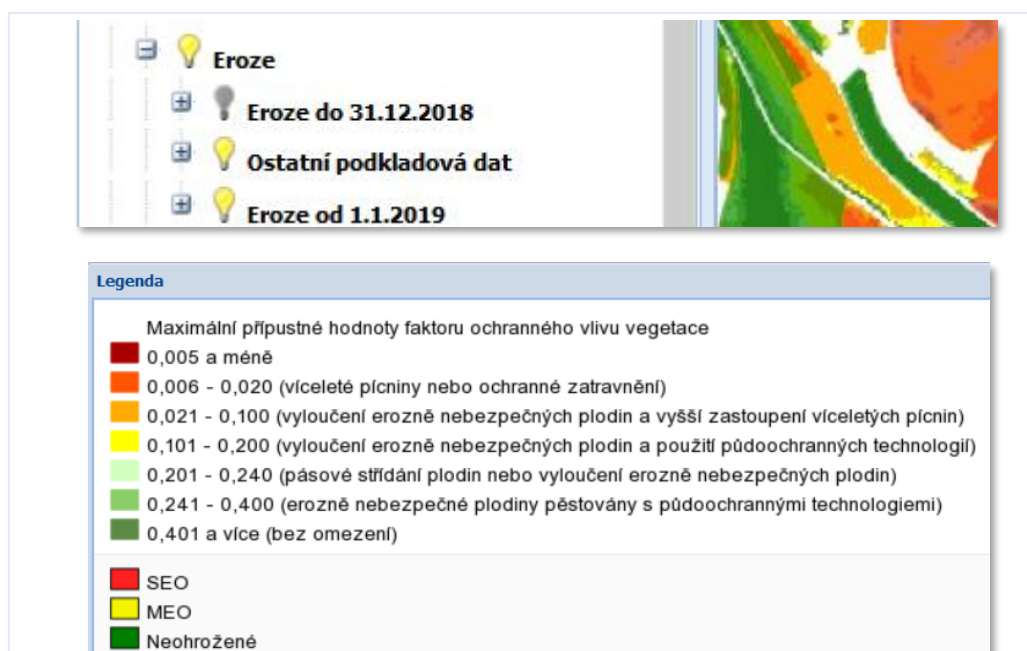 Eroze
Eroze do 31.12.2018
Ostatní podkladová dat
Eroze od 1.1.2019
Legenda
Maximální přípustné hodnoty faktoru ochranného vlivu vegetace
0,005 a méně
0,006 - 0,020 (víceleté pícniny nebo ochranné zatravnění)
0,021 - 0,100 (vyloučení erozně nebezpečných plodin a vyšší zastoupení víceletých pícnin)
0,101 - 0,200 (vyloučení erozně nebezpečných plodin a použití půdoochranných technologií)
0,201 - 0,240 (pásové střídání plodin nebo vyloučení erozně nebezpečných plodin)
0,241 - 0,400 (erozně nebezpečné plodiny pěstovány s půdoochrannými technologiemi)
0,401 a více (bez omezení)
SEO
MEO
Neohrožené